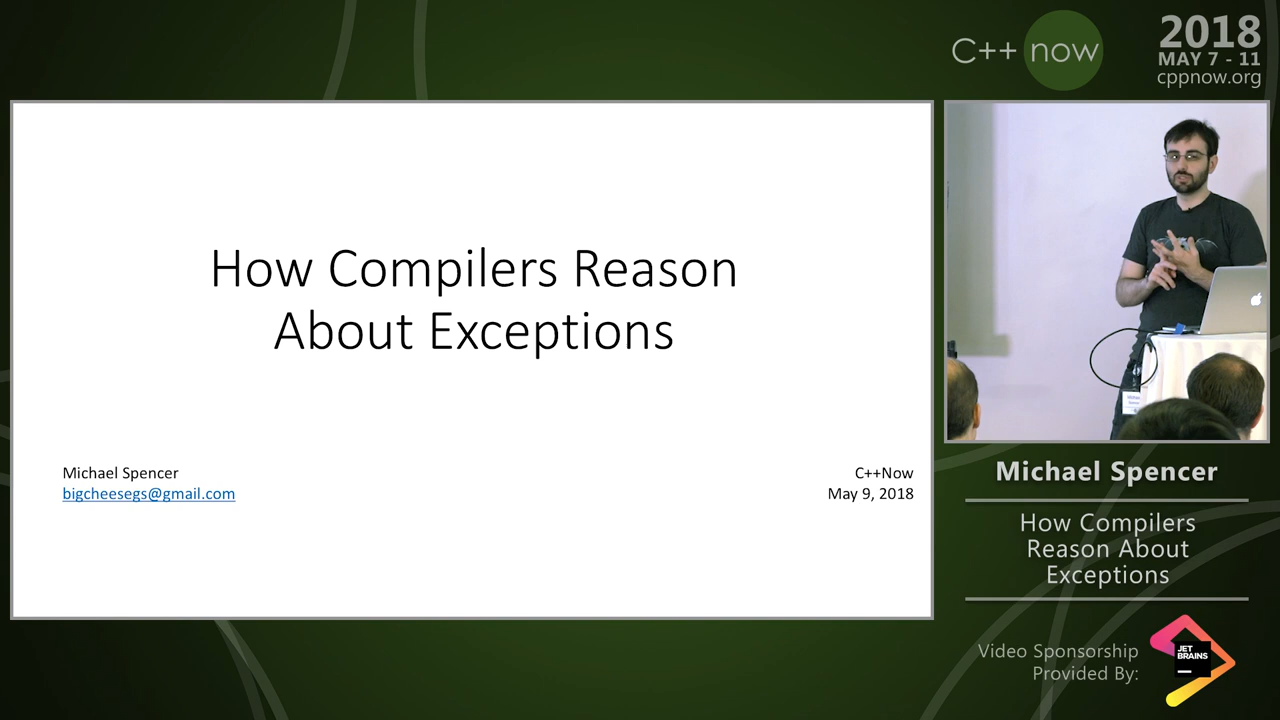 C++ now
2018
MAY 7 - 11
cppnow.org
How Compilers Reason
About Exceptions
Michael Spencer
bigcheesegs@gmail.com
C++Now
May 9, 2018
Michael Spencer
How Compilers
Reason About
Exceptions
Video Sponsorship
Provided By:
JET
BRAINS